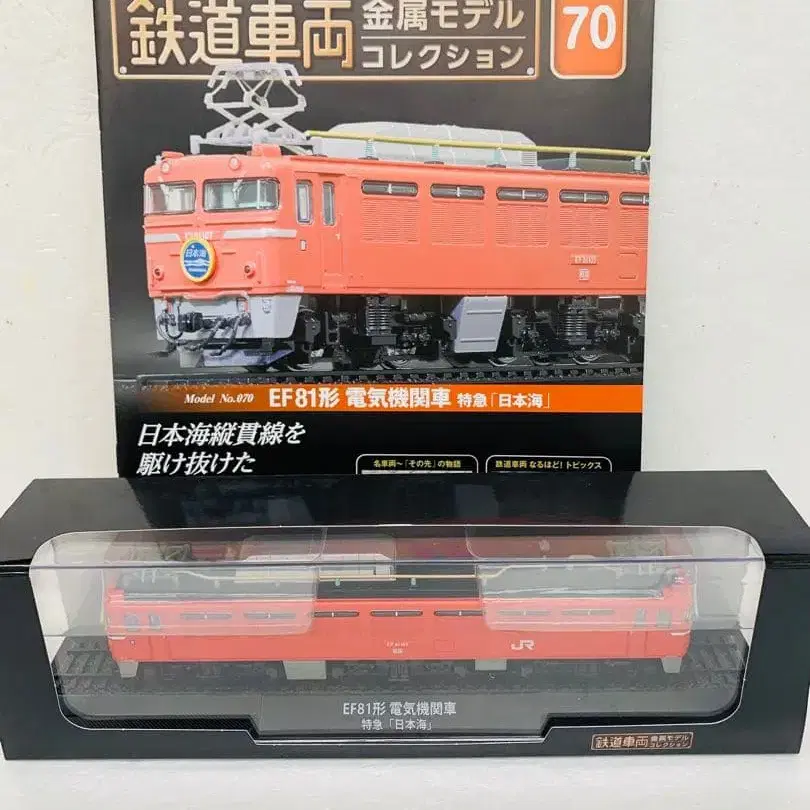 鉄道車両 金属モデル
コレクション
70
日本海
Model No.070 EF81形 電気機関車 特急「日本海」
日本海縦貫線を
駆け抜けた
名車両〜「その先」の物語
鉄道車両 なるほど!トピックス
JR
EF81形 電気機関車
特急「日本海」
鉄道車両 金属モデル
コレクション